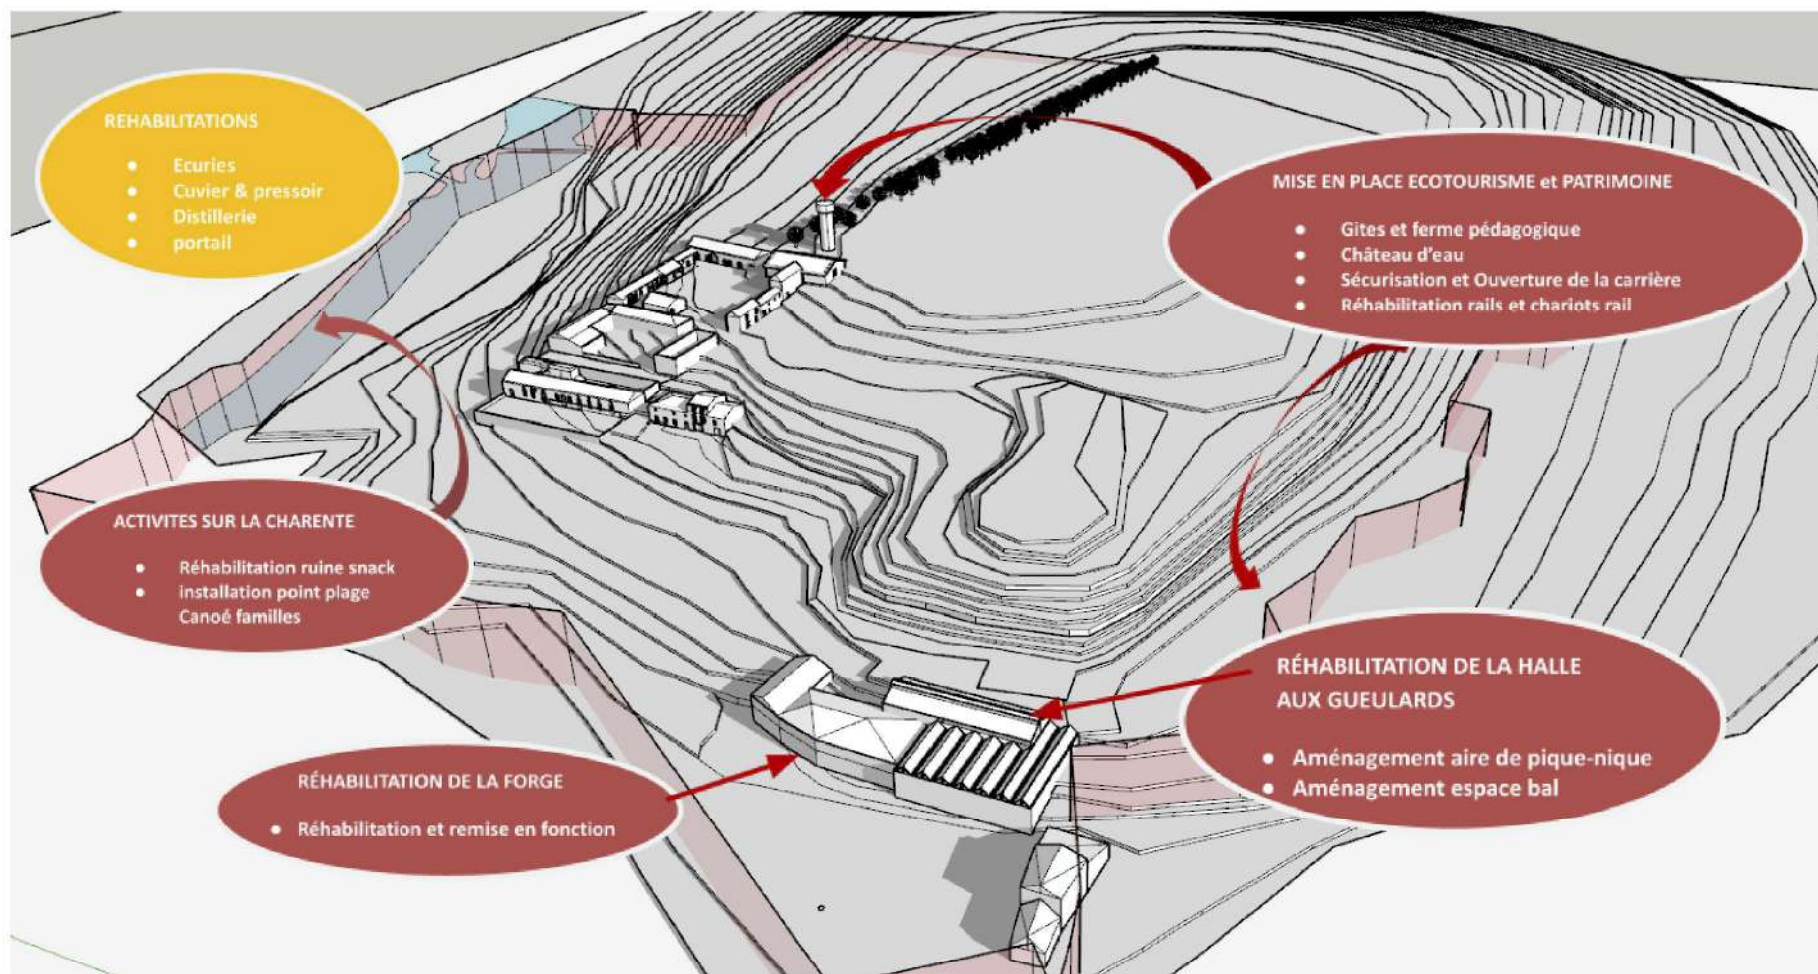 REHABILITATIONS
● Ecuries
● Cuvier & pressoir
● Distillerie
● portail
MISE EN PLACE ECOTOURISME et PATRIMOINE
● Gites et ferme pédagogique
● Château d'eau
● Sécurisation et Ouverture de la carrière
● Réhabilitation rails et chariots rail
ACTIVITES SUR LA CHARENTE
● Réhabilitation ruine snack
● installation point plage
Canoé familles
RÉHABILITATION DE LA FORGE
● Réhabilitation et remise en fonction
RÉHABILITATION DE LA HALLE
AUX GUEULARDS
● Aménagement aire de pique-nique
● Aménagement espace bal